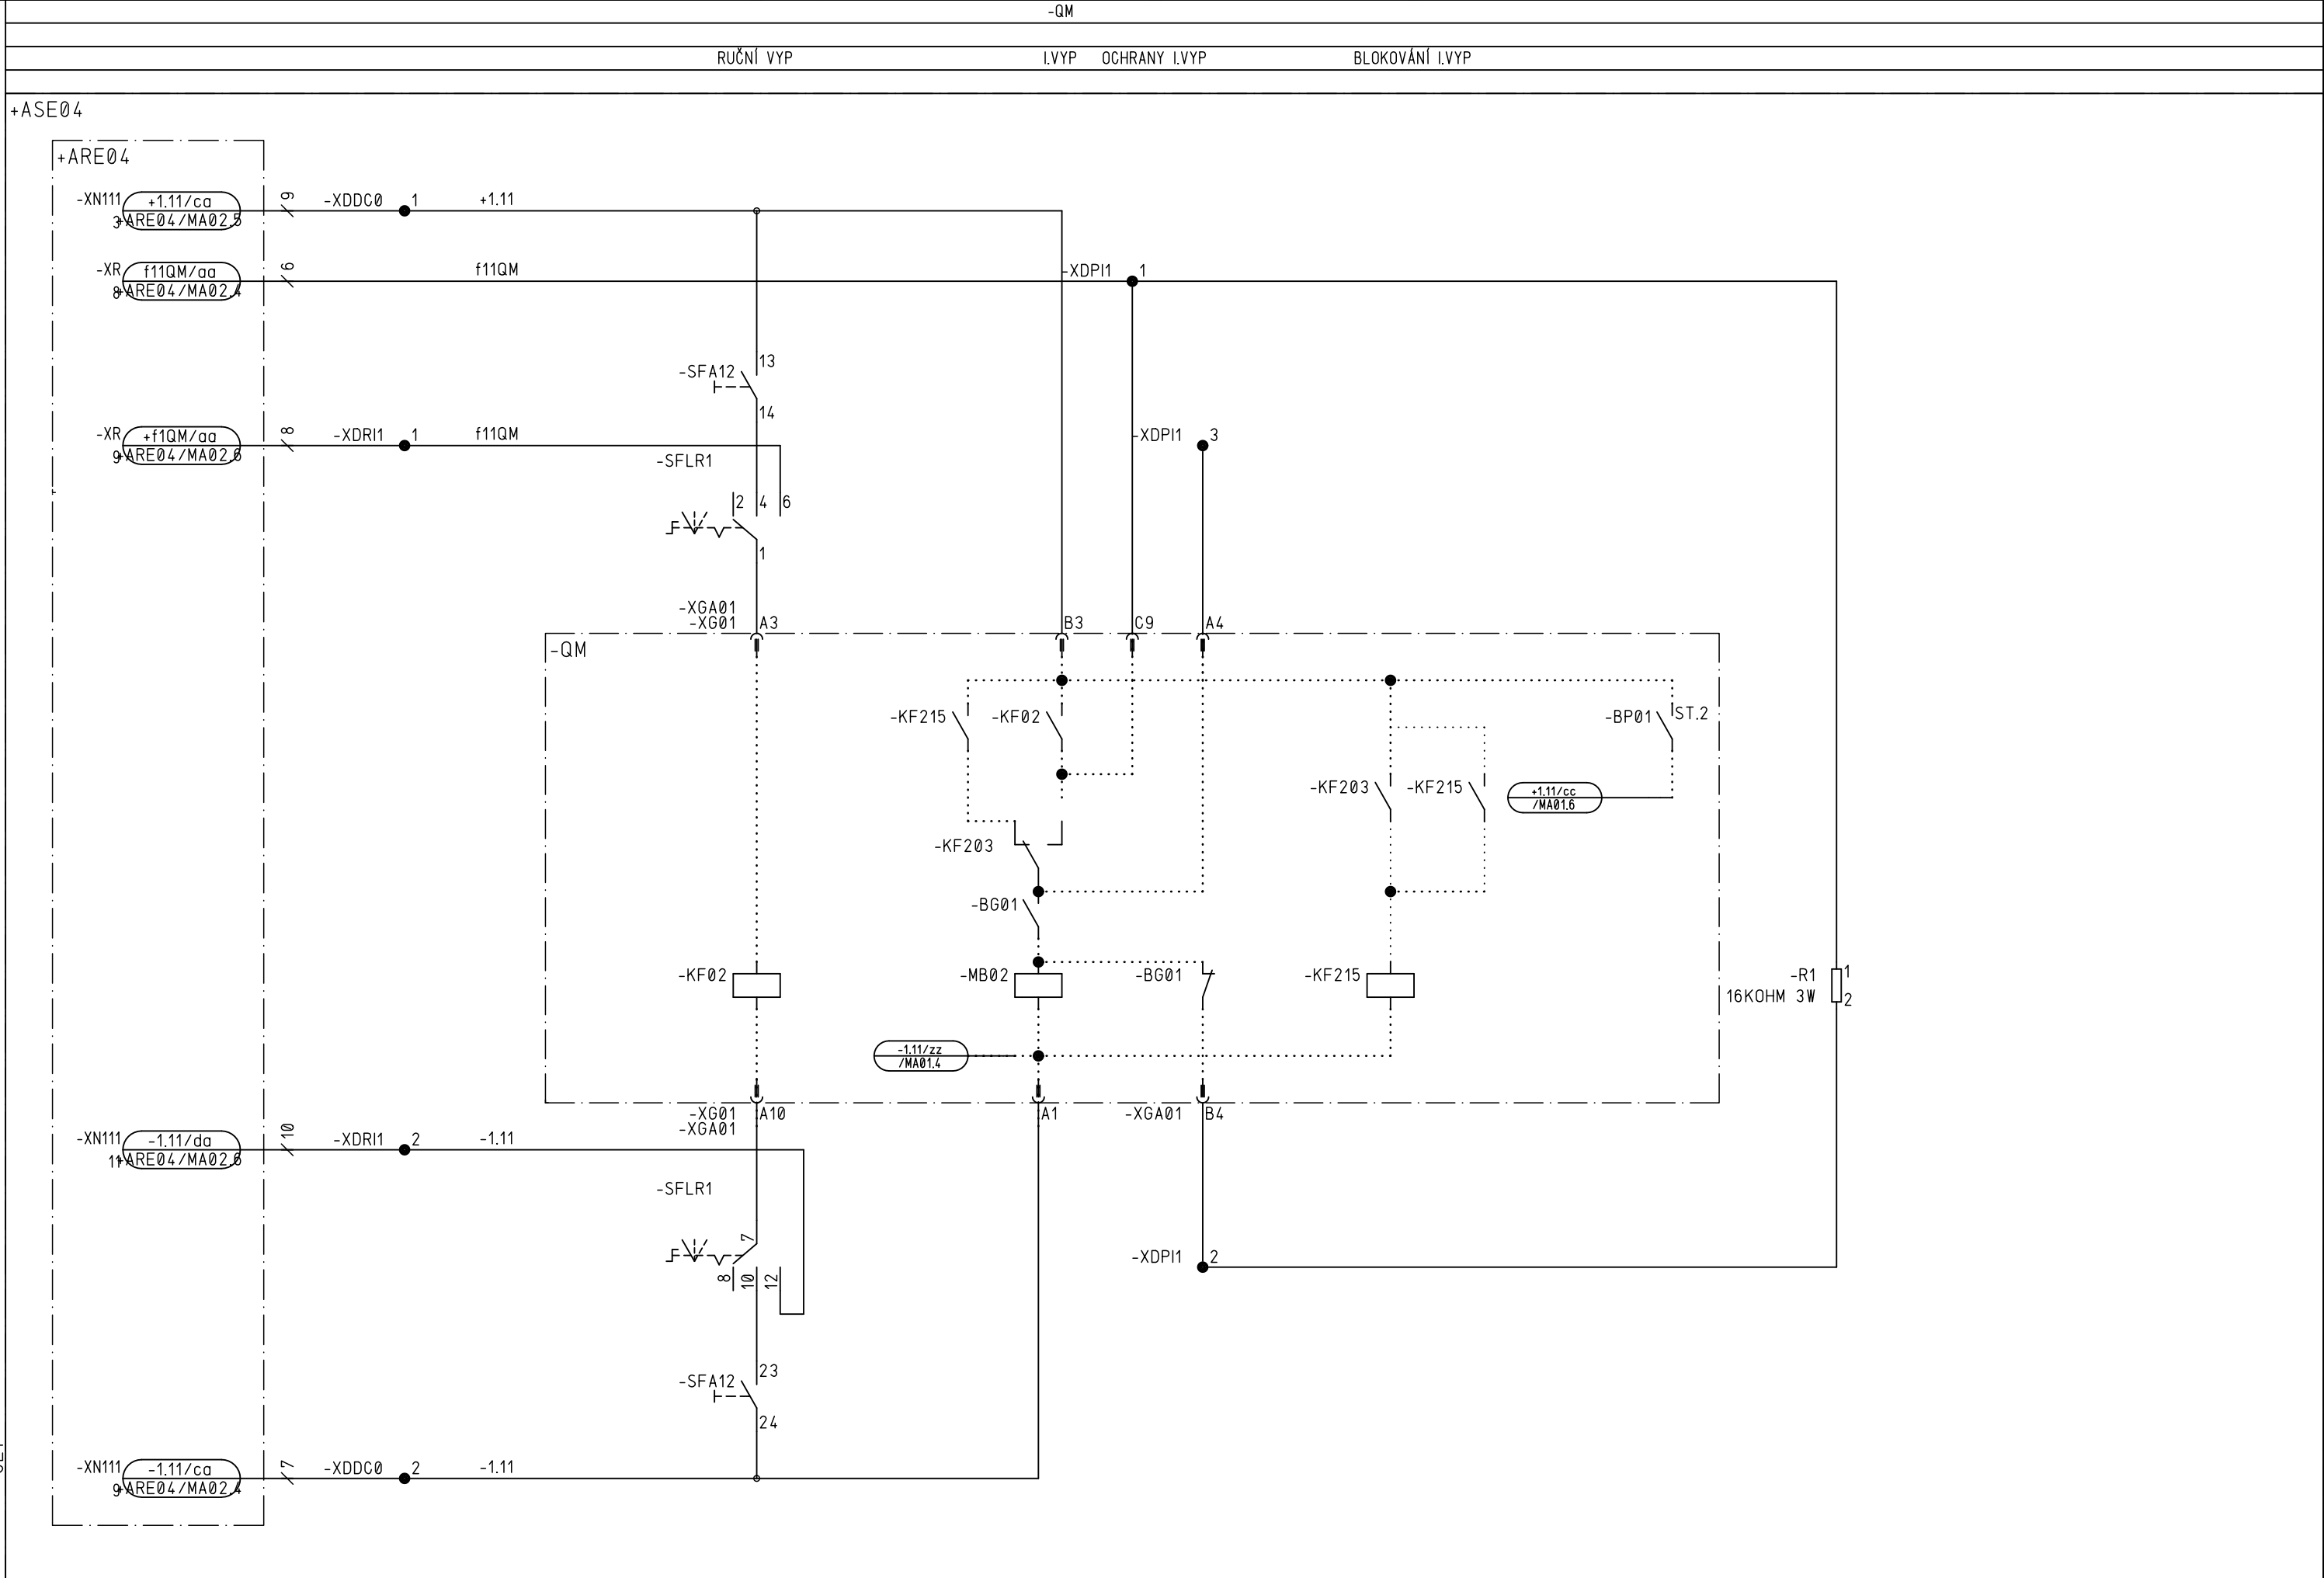 -QM
RUČNÍ VYP I.VYP OCHRANY I.VYP BLOKOVÁNÍ I.VYP
+ASE04
+ARE04
-XN111 +1.11/ca 9 -XDDC0 1 +1.11
3 +ARE04/MA02.5
-XR f11QM/aa 6 f11QM -XDPI1 1
8 +ARE04/MA02.4
13
-SFA12
14
-XR +f1QM/aa 8 -XDRI1 1 f11QM -XDPI1 3
9 +ARE04/MA02.6
-SFLR1
2 4 6
1
-XGA01
-XG01 A3 B3 C9 A4
-QM
-KF215 -KF02 -BP01 ST.2
-KF203 -KF215 +1.11/cc
/MA01.6
-KF203
-BG01
-KF02 -MB02 -BG01 -KF215 -R1 1
16KOHM 3W 2
-1.11/zz
/MA01.4
-XG01 A10 A1 -XGA01 B4
-XGA01
-XN111 -1.11/da 10 -XDRI1 2 -1.11
11 +ARE04/MA02.6
-SFLR1
7
-XDPI1 2
8 10 12
23
-SFA12
24
-XN111 -1.11/ca 7 -XDDC0 2 -1.11
9 +ARE04/MA02.4